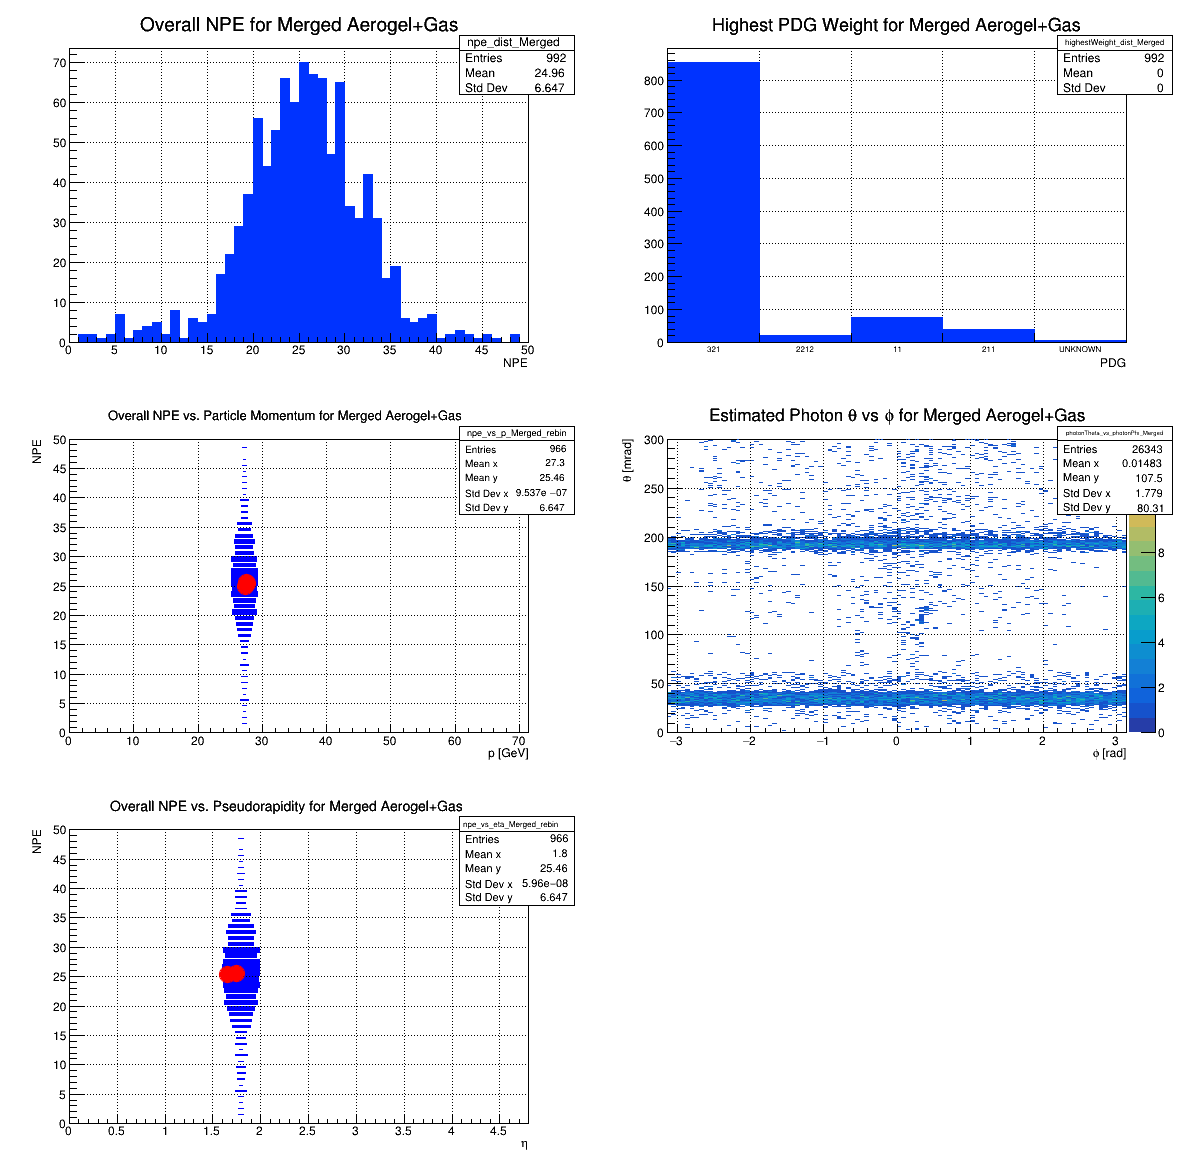 Overall NPE for Merged Aerogel+Gas
npe_dist_Merged
Entries 992
Mean 24.96
Std Dev 6.647
70
60
50
40
30
20
10
0
0 5 10 15 20 25 30 35 40 45 50
NPE
Highest PDG Weight for Merged Aerogel+Gas
highestWeight_dist_Merged
Entries 992
Mean 0
Std Dev 0
800
700
600
500
400
300
200
100
0
321 2212 11 211 UNKNOWN
PDG
Overall NPE vs. Particle Momentum for Merged Aerogel+Gas
npe_vs_p_Merged_rebin
Entries 966
Mean x 27.3
Mean y 25.46
Std Dev x 9.537e −07
Std Dev y 6.647
NPE
50
45
40
35
30
25
20
15
10
5
0
0 10 20 30 40 50 60 70
p [GeV]
Estimated Photon θ vs ϕ for Merged Aerogel+Gas
photonTheta_vs_photonPhi_Merged
Entries 26343
Mean x 0.01483
Mean y 107.5
Std Dev x 1.779
Std Dev y 80.31
θ [mrad]
300
250
200
150
100
50
0
−3 −2 −1 0 1 2 3
ϕ [rad]
8
6
4
2
0
Overall NPE vs. Pseudorapidity for Merged Aerogel+Gas
npe_vs_eta_Merged_rebin
Entries 966
Mean x 1.8
Mean y 25.46
Std Dev x 5.96e−08
Std Dev y 6.647
NPE
50
45
40
35
30
25
20
15
10
5
0
0 0.5 1 1.5 2 2.5 3 3.5 4 4.5
η